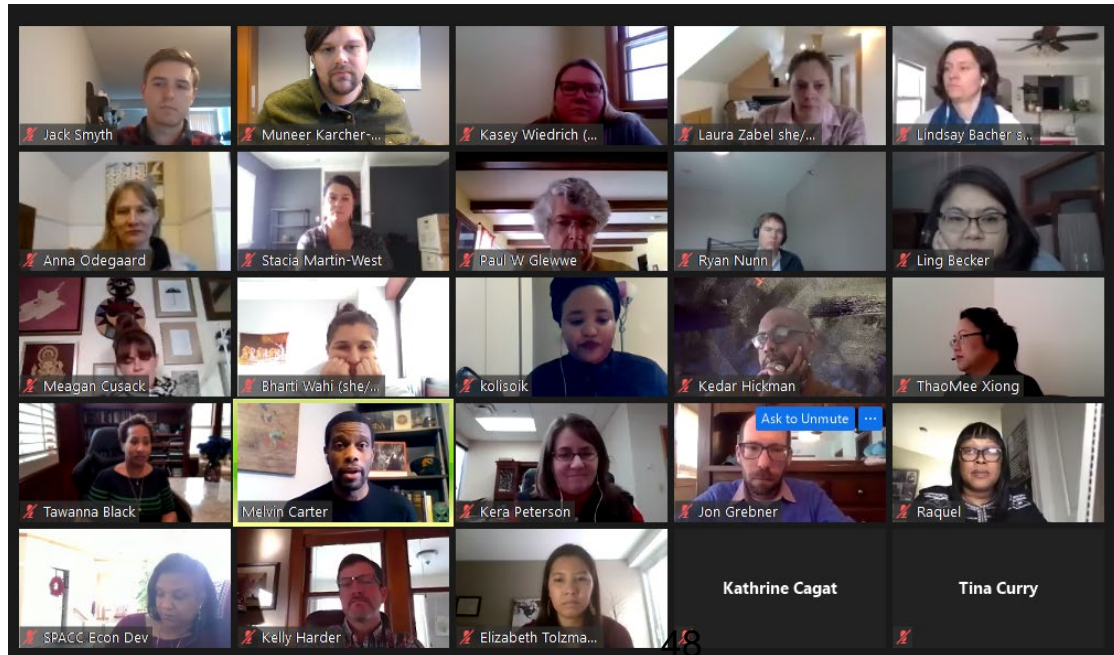 Jack Smyth
Muneer Karcher-...
Kasey Wiedrich (...
Laura Zabel she/...
Lindsay Bacher s...
Anna Odegaard
Stacia Martin-West
Paul W Glewwe
Ryan Nunn
Ling Becker
Meagan Cusack
Bharti Wahi (she/...
kolisoik
Kedar Hickman
ThaoMee Xiong
Tawanna Black
Melvin Carter
Kera Peterson
Ask to Unmute ...
Jon Grebner
Raquel
SPACC Econ Dev
Kelly Harder
Elizabeth Tolzma...
Kathrine Cagat
Tina Curry
48